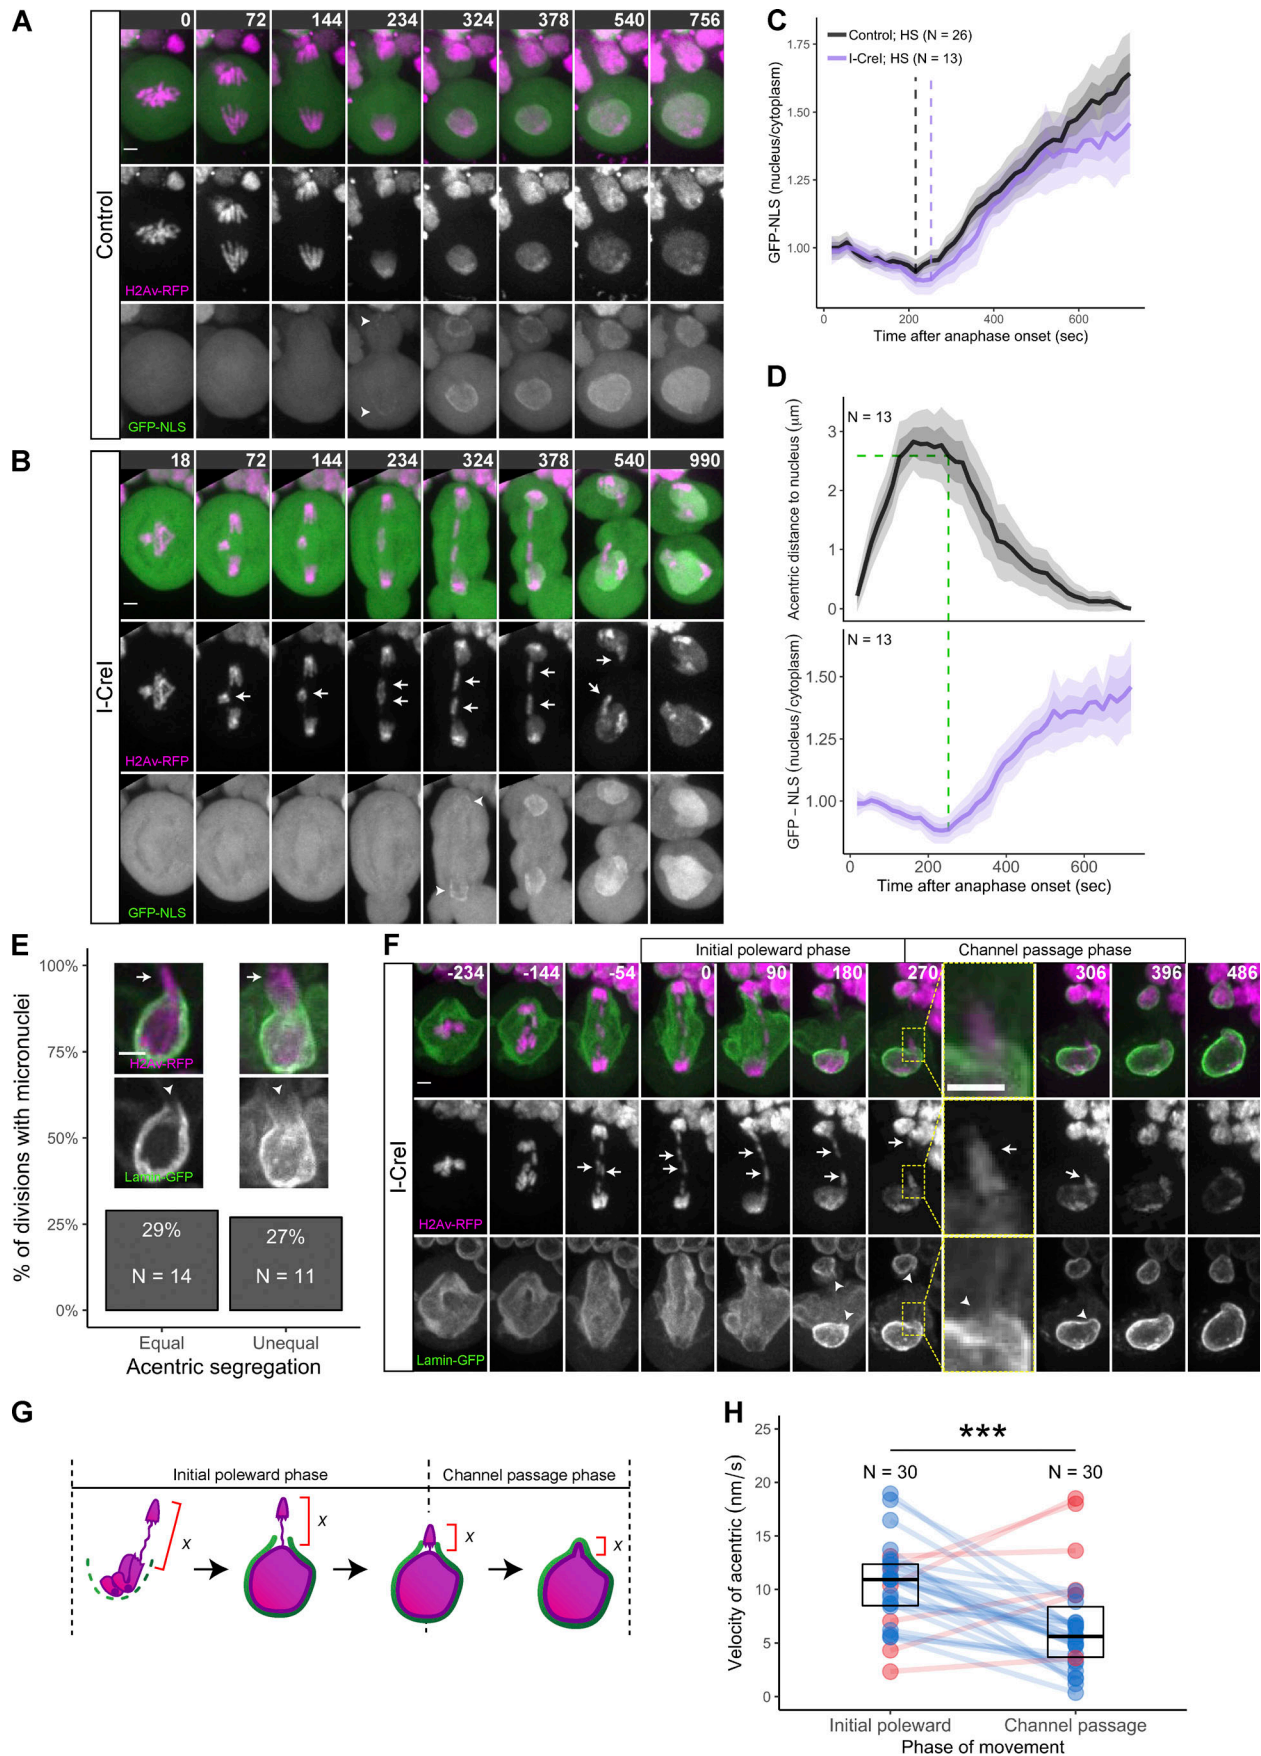 A
0 72 144 234 324 378 540 756
Control
H2Av-RFP
GFP-NLS
B
18 72 144 234 324 378 540 990
I-CreI
H2Av-RFP
GFP-NLS
C
Control; HS (N = 26)
I-CreI; HS (N = 13)
GFP-NLS (nucleus/cytoplasm)
1.75
1.50
1.25
1.00
0 200 400 600
Time after anaphase onset (sec)
D
N = 13
Acentric distance to nucleus (μm)
3
2
1
0
N = 13
GFP – NLS (nucleus/cytoplasm)
1.50
1.25
1.00
0 200 400 600
Time after anaphase onset (sec)
E
% of divisions with micronuclei
100%
75%
50%
25%
0%
H2Av-RFP
Lamin-GFP
29%
N = 14
27%
N = 11
Equal Unequal
Acentric segregation
F
Initial poleward phase Channel passage phase
-234 -144 -54 0 90 180 270 306 396 486
I-CreI
H2Av-RFP
Lamin-GFP
G
Initial poleward phase Channel passage phase
x
x
x
x
H
Velocity of acentric (nm/s)
25
20
15
10
5
0
***
N = 30 N = 30
Initial poleward Channel passage
Phase of movement